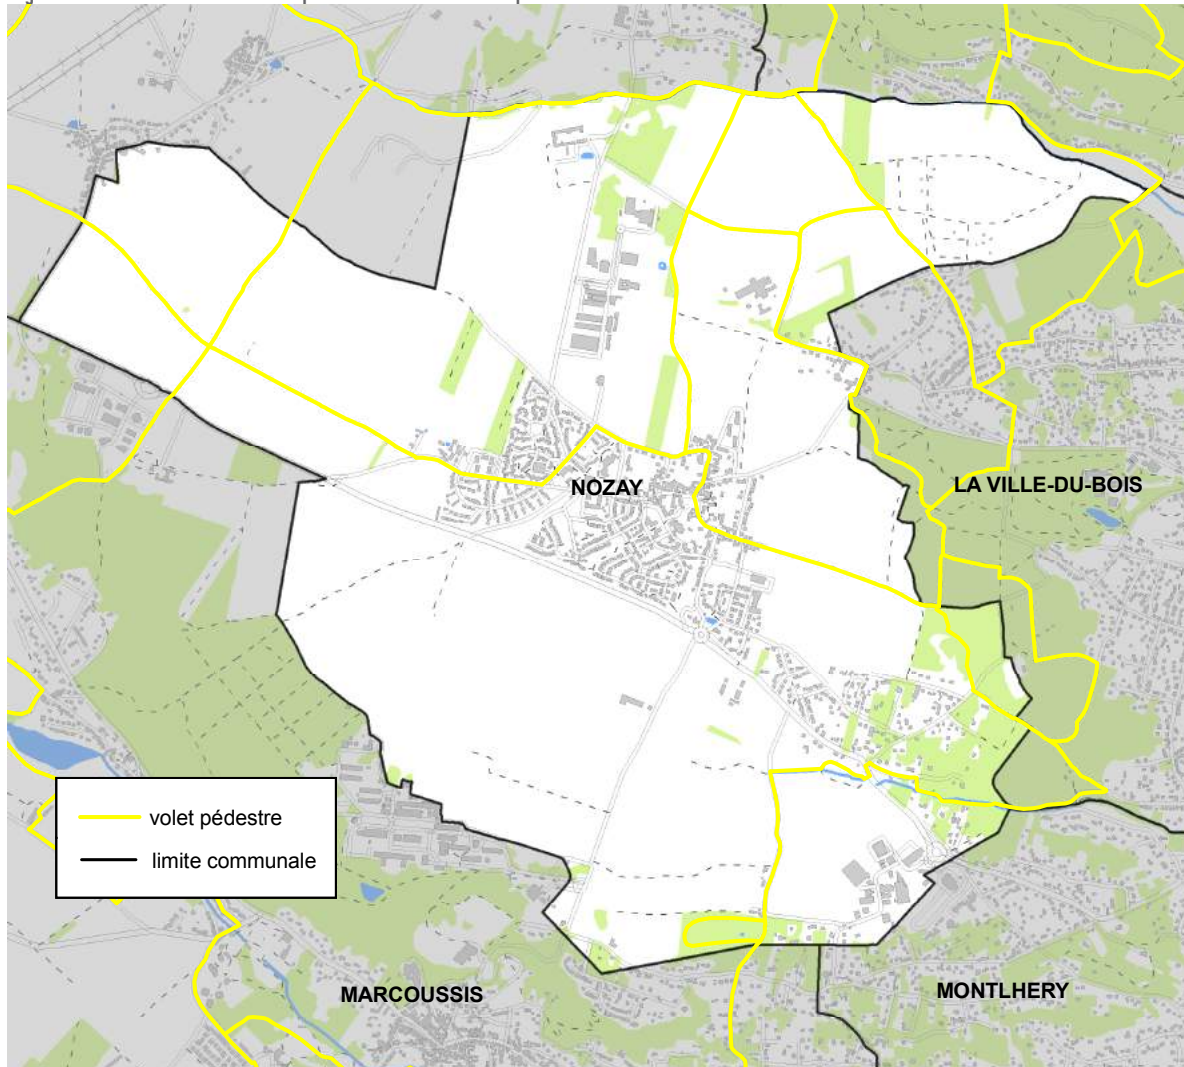 NOZAY
LA VILLE-DU-BOIS
volet pédestre
limite communale
MARCOUSSIS
MONTLHERY